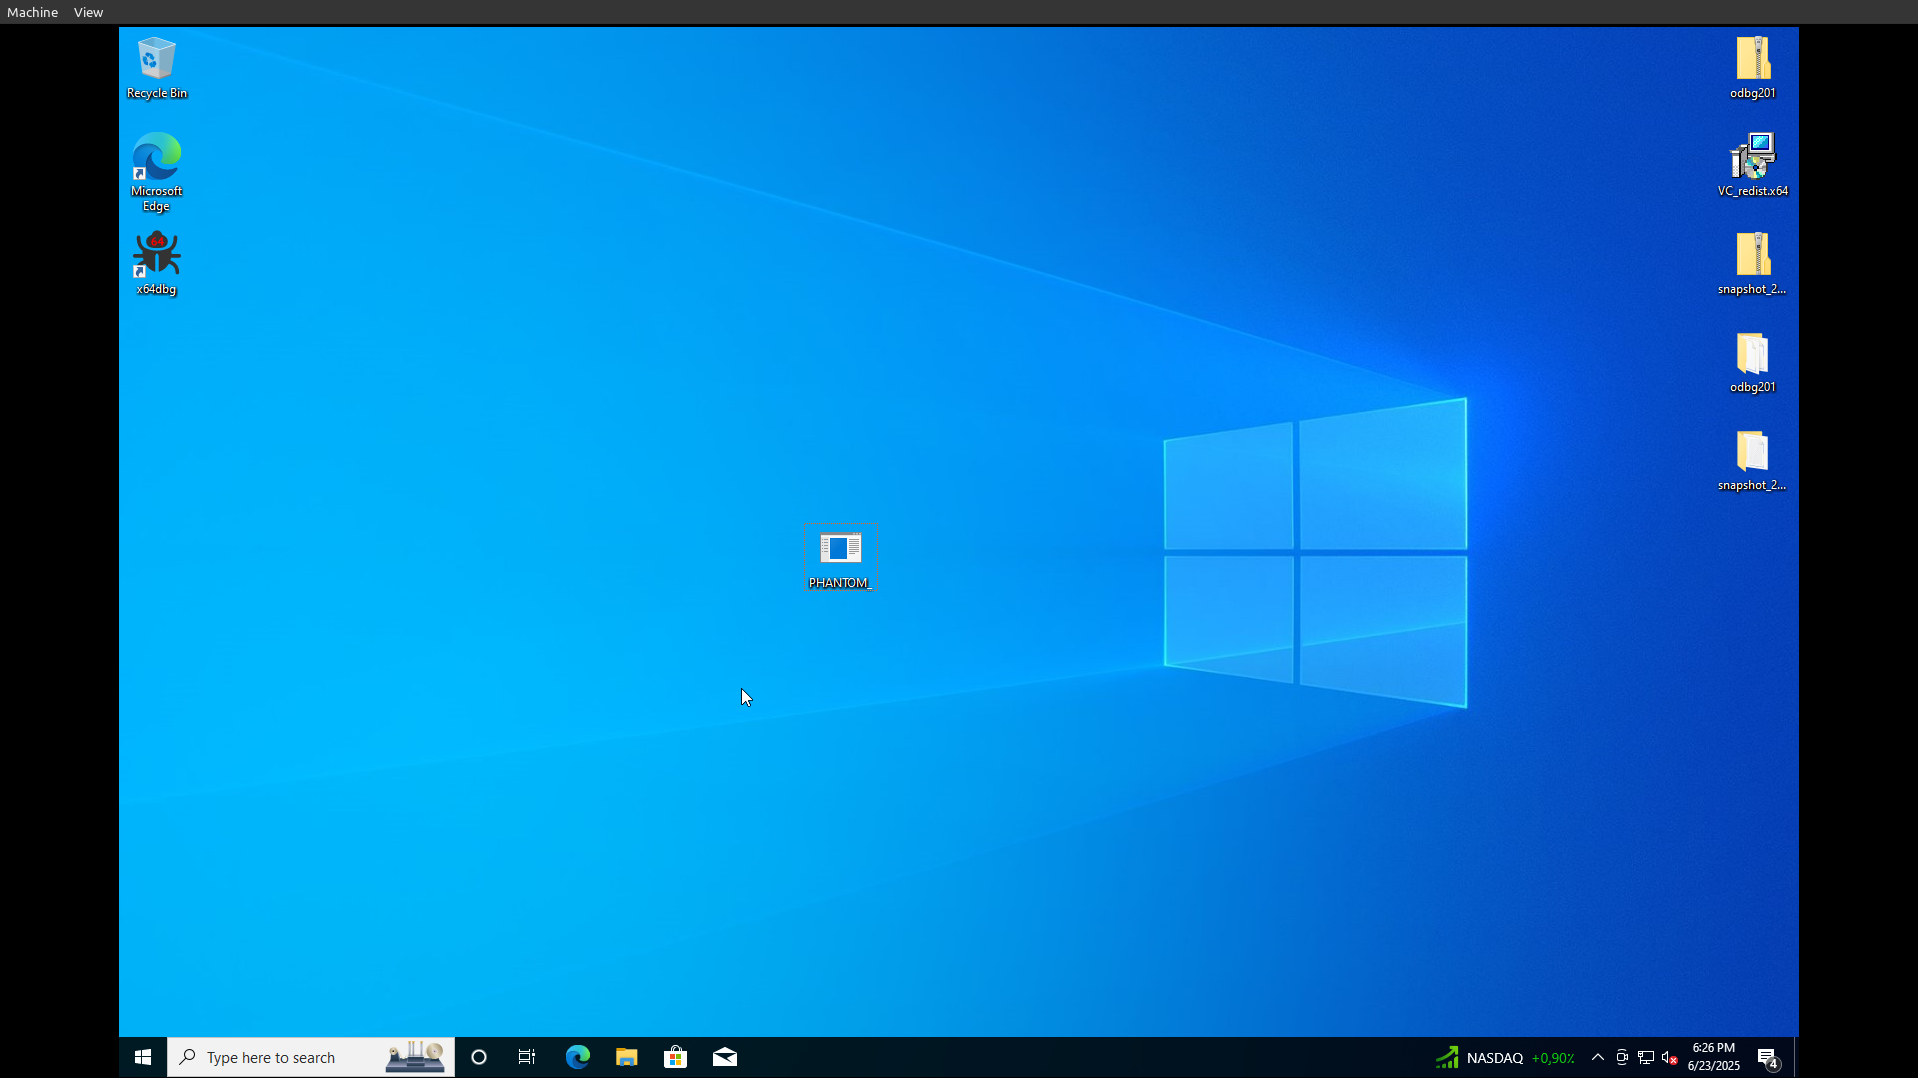 Machine View
Recycle Bin
Microsoft
Edge
64
x64dbg
odbg201
VC_redist.x64
snapshot_2...
odbg201
snapshot_2...
PHANTOM_
Type here to search
NASDAQ +0,90%
6:26 PM
6/23/2025
4